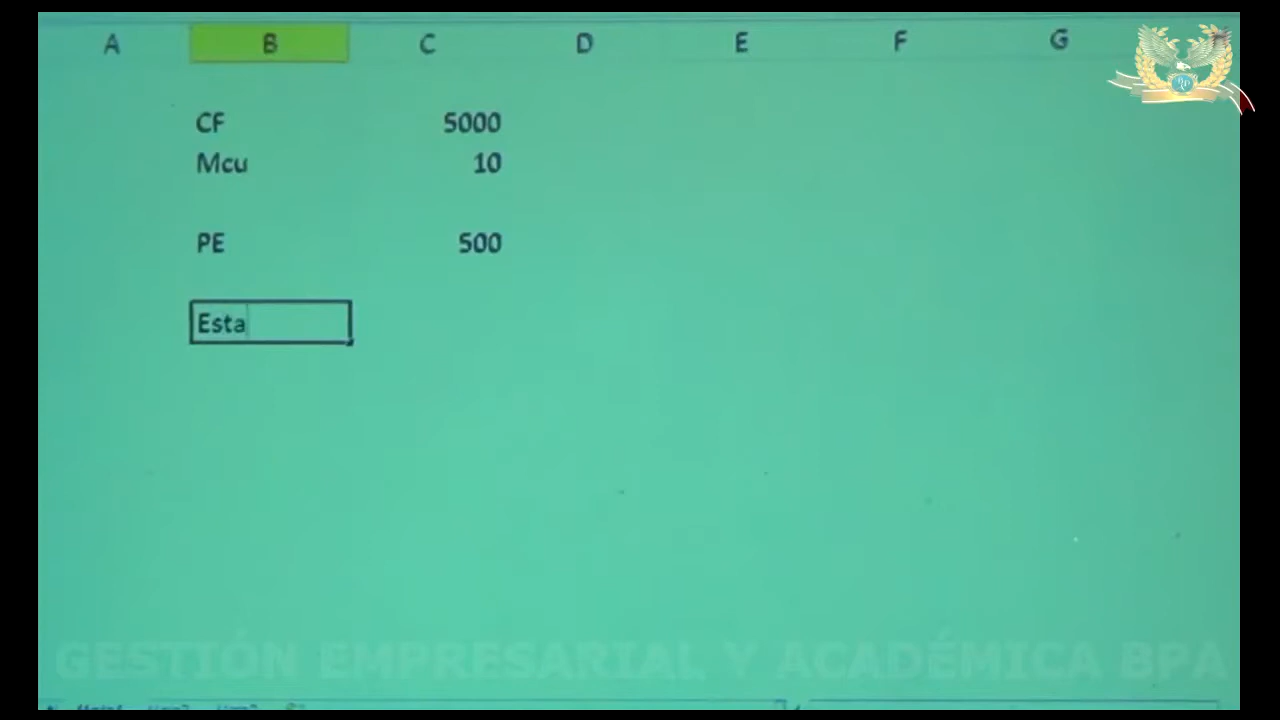 A B C D E F G
CF 5000
Mcu 10
PE 500
Esta
GESTIÓN EMPRESARIAL Y ACADÉMICA BPA